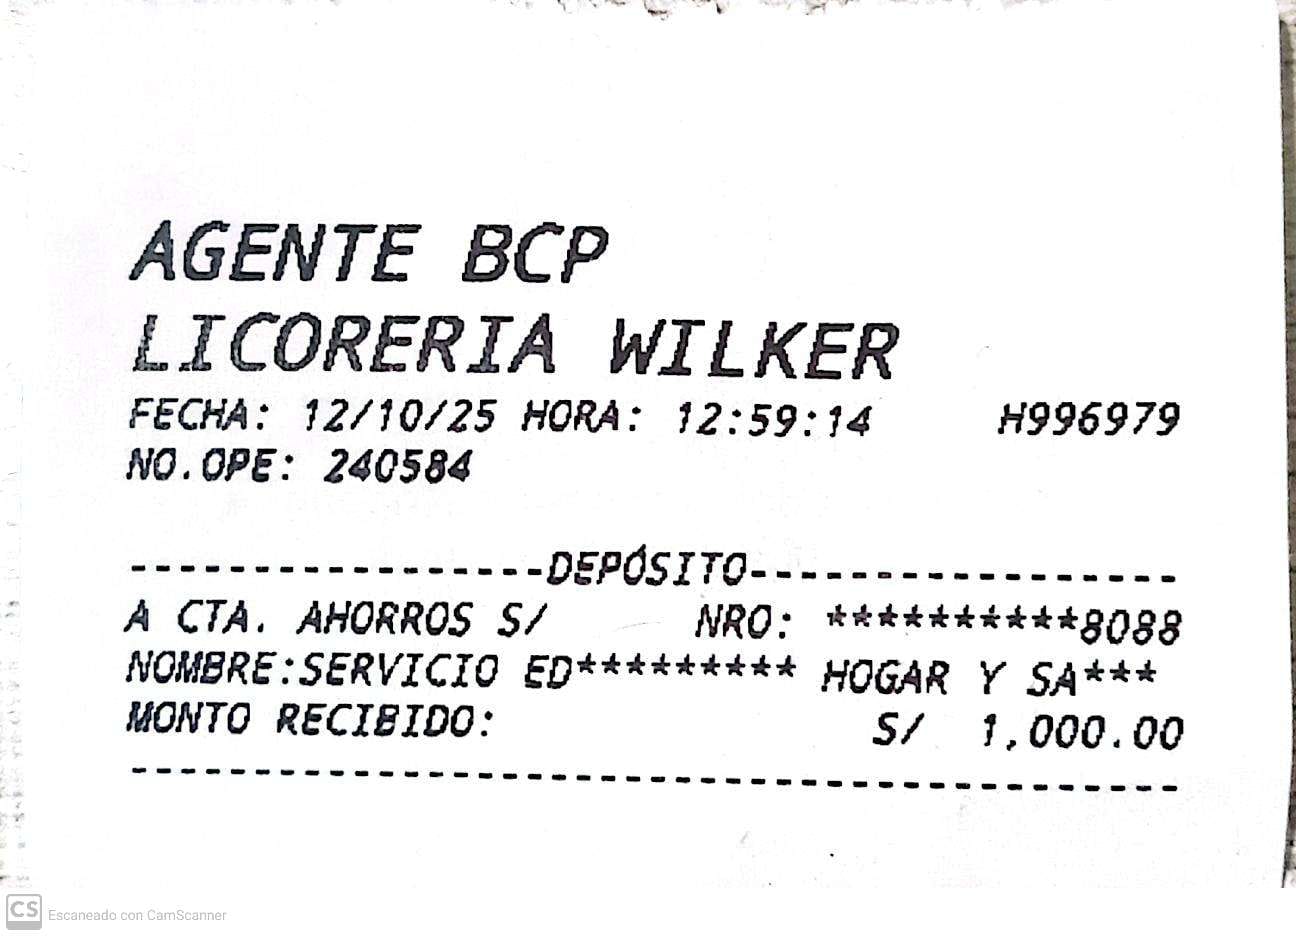 AGENTE BCP
LICORERIA WILKER
FECHA: 12/10/25 HORA: 12:59:14 H996979
NO.OPE: 240584
------------------DEPÓSITO------------------
A CTA. AHORROS S/ NRO: **********8088
NOMBRE:SERVICIO ED********* HOGAR Y SA***
MONTO RECIBIDO: S/ 1,000.00
--------------------------------------------
CS Escaneado con CamScanner